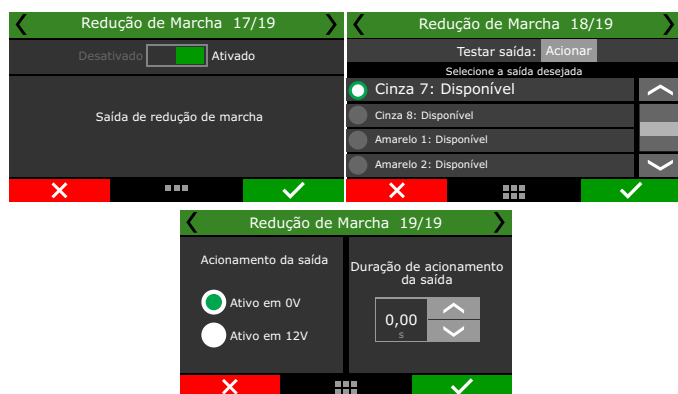 Redução de Marcha 17/19
Desativado Ativado
Saída de redução de marcha
Redução de Marcha 18/19
Testar saída: Acionar
Selecione a saída desejada
Cinza 7: Disponível
Cinza 8: Disponível
Amarelo 1: Disponível
Amarelo 2: Disponível
Redução de Marcha 19/19
Acionamento da saída
Ativo em 0V
Ativo em 12V
Duração de acionamento
da saída
0,00
s